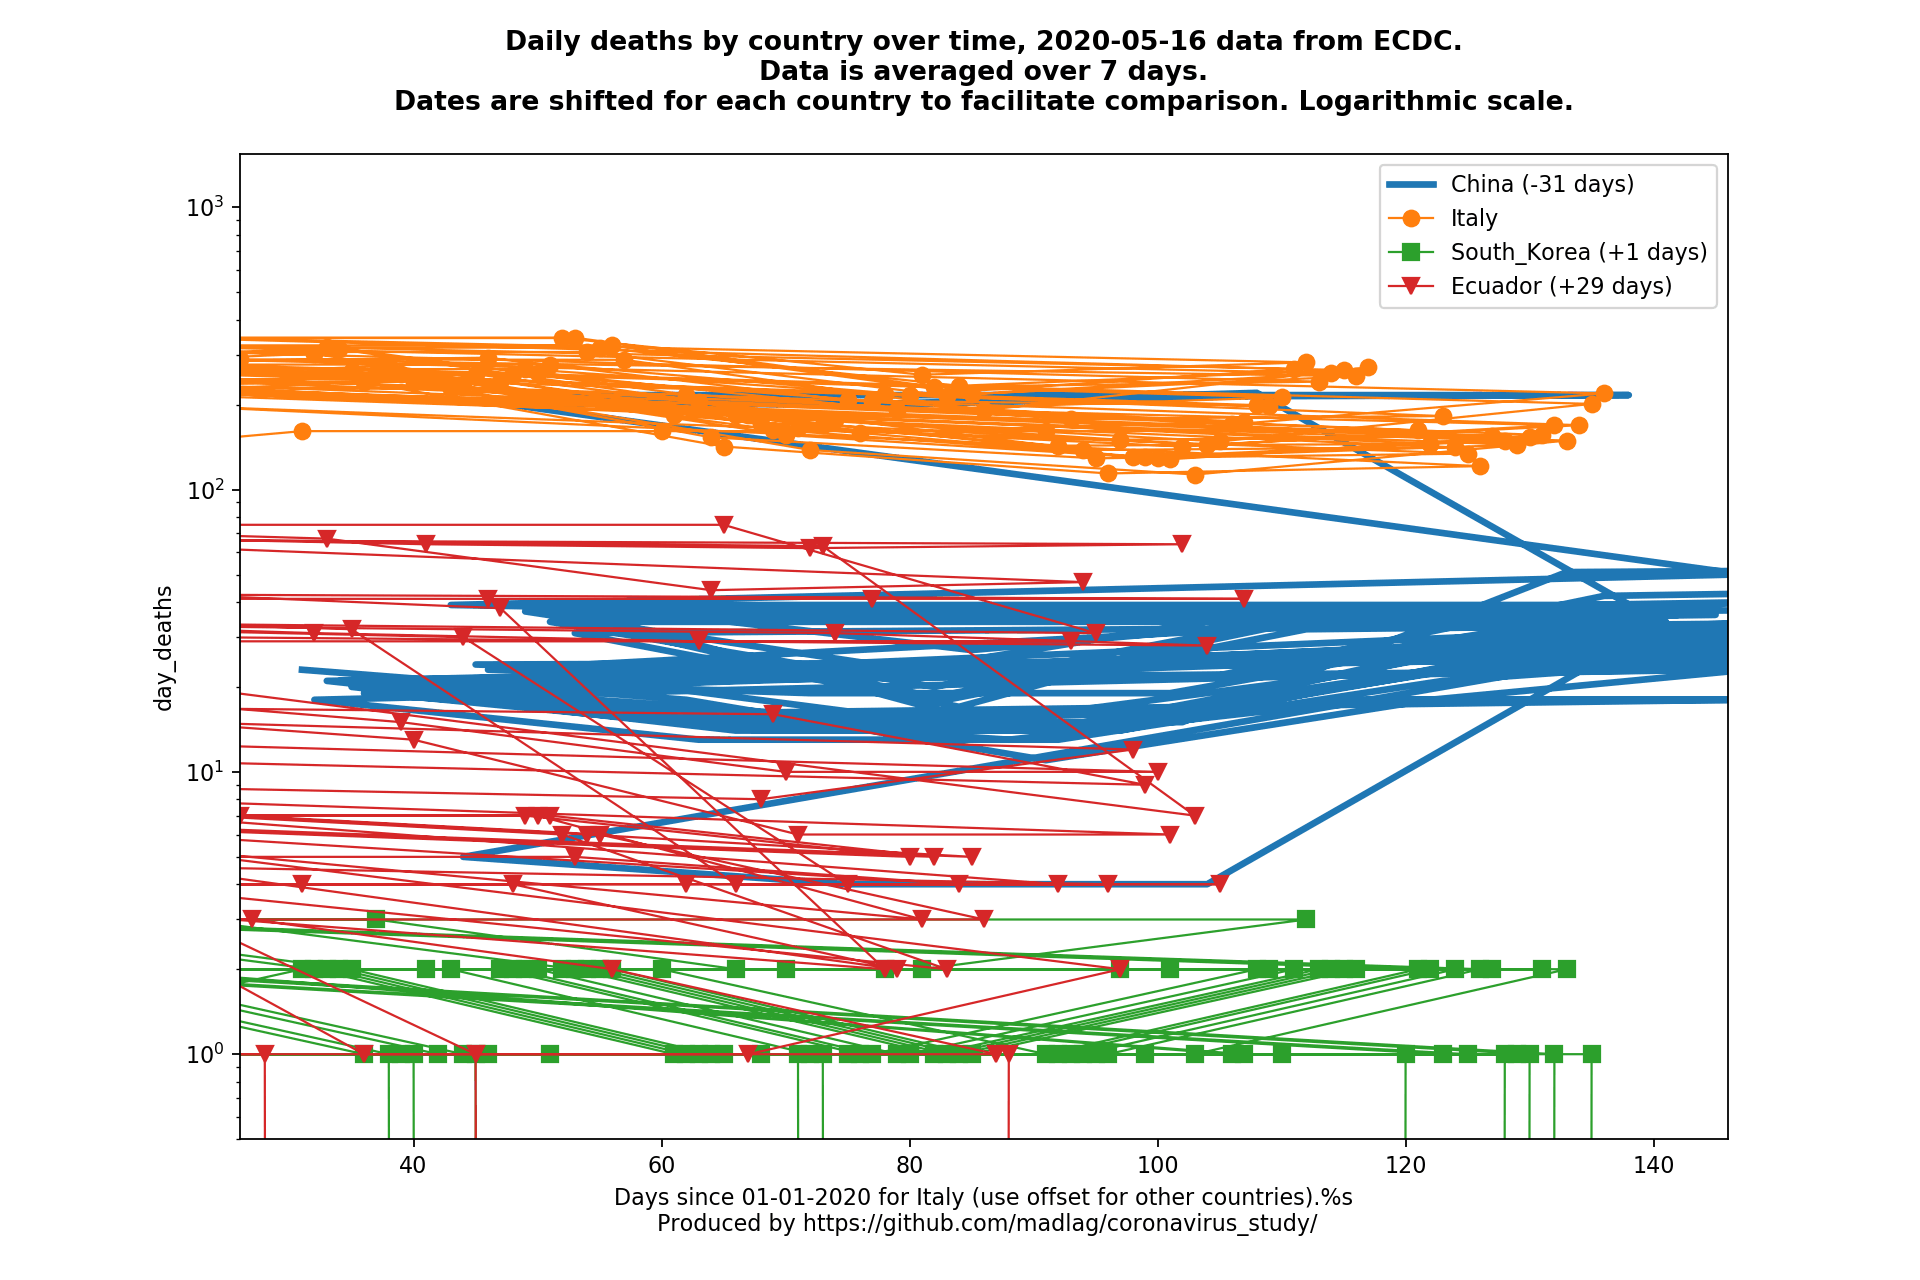 Daily deaths by country over time, 2020-05-16 data from ECDC.
Data is averaged over 7 days.
Dates are shifted for each country to facilitate comparison. Logarithmic scale.
China (-31 days)
Italy
South_Korea (+1 days)
Ecuador (+29 days)
day_deaths
10³
10²
10¹
10⁰
40 60 80 100 120 140
Days since 01-01-2020 for Italy (use offset for other countries).%s
Produced by https://github.com/madlag/coronavirus_study/